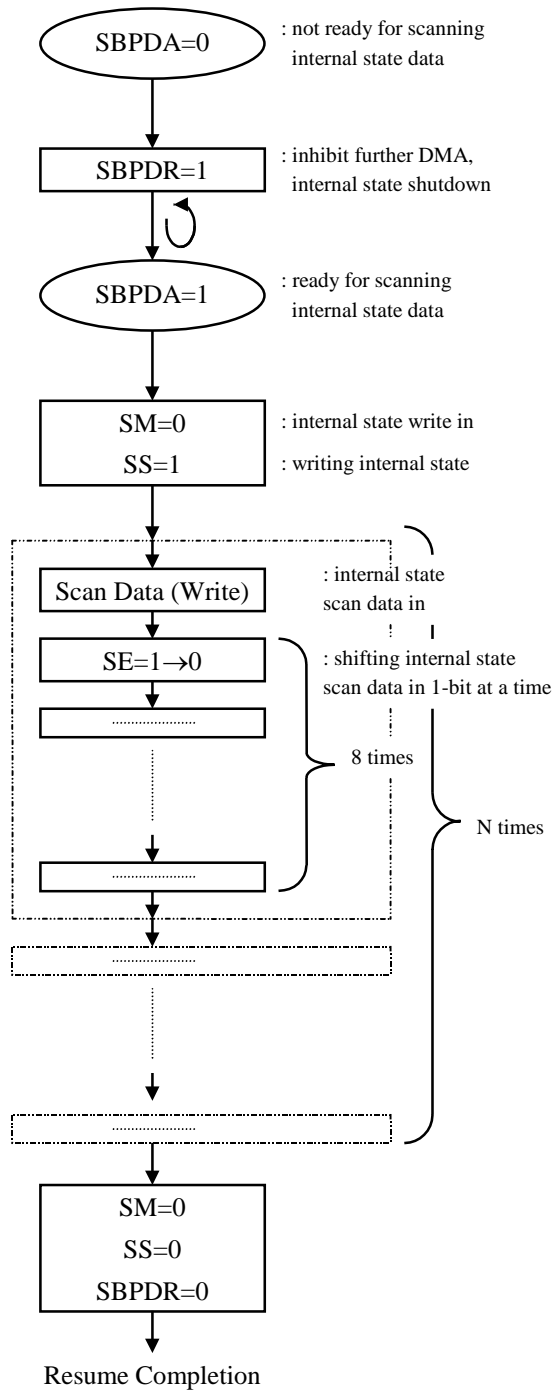 SBPDA=0
: not ready for scanning
internal state data
SBPDR=1
: inhibit further DMA,
internal state shutdown
SBPDA=1
: ready for scanning
internal state data
SM=0
: internal state write in
SS=1
: writing internal state
Scan Data (Write)
: internal state
scan data in
SE=1→0
: shifting internal state
scan data in 1-bit at a time
8 times
N times
SM=0
SS=0
SBPDR=0
Resume Completion